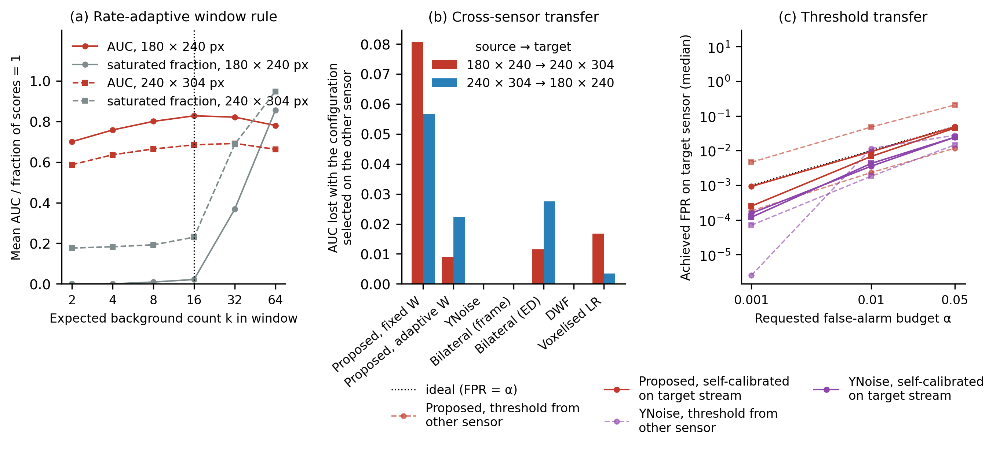 (a) Rate-adaptive window rule
Mean AUC / fraction of scores = 1
1.0
0.8
0.6
0.4
0.2
0.0
AUC, 180 × 240 px
saturated fraction, 180 × 240 px
AUC, 240 × 304 px
saturated fraction, 240 × 304 px
2 4 8 16 32 64
Expected background count k in window
(b) Cross-sensor transfer
AUC lost with the configuration
selected on the other sensor
0.08
0.07
0.06
0.05
0.04
0.03
0.02
0.01
0.00
source → target
180 × 240 → 240 × 304
240 × 304 → 180 × 240
Proposed, fixed W
Proposed, adaptive W
YNoise
Bilateral (frame)
Bilateral (ED)
DWF
Voxelised LR
(c) Threshold transfer
Achieved FPR on target sensor (median)
10¹
10⁰
10⁻¹
10⁻²
10⁻³
10⁻⁴
10⁻⁵
0.001 0.01 0.05
Requested false-alarm budget α
ideal (FPR = α)
Proposed, threshold from
other sensor
Proposed, self-calibrated
on target stream
YNoise, threshold from
other sensor
YNoise, self-calibrated
on target stream